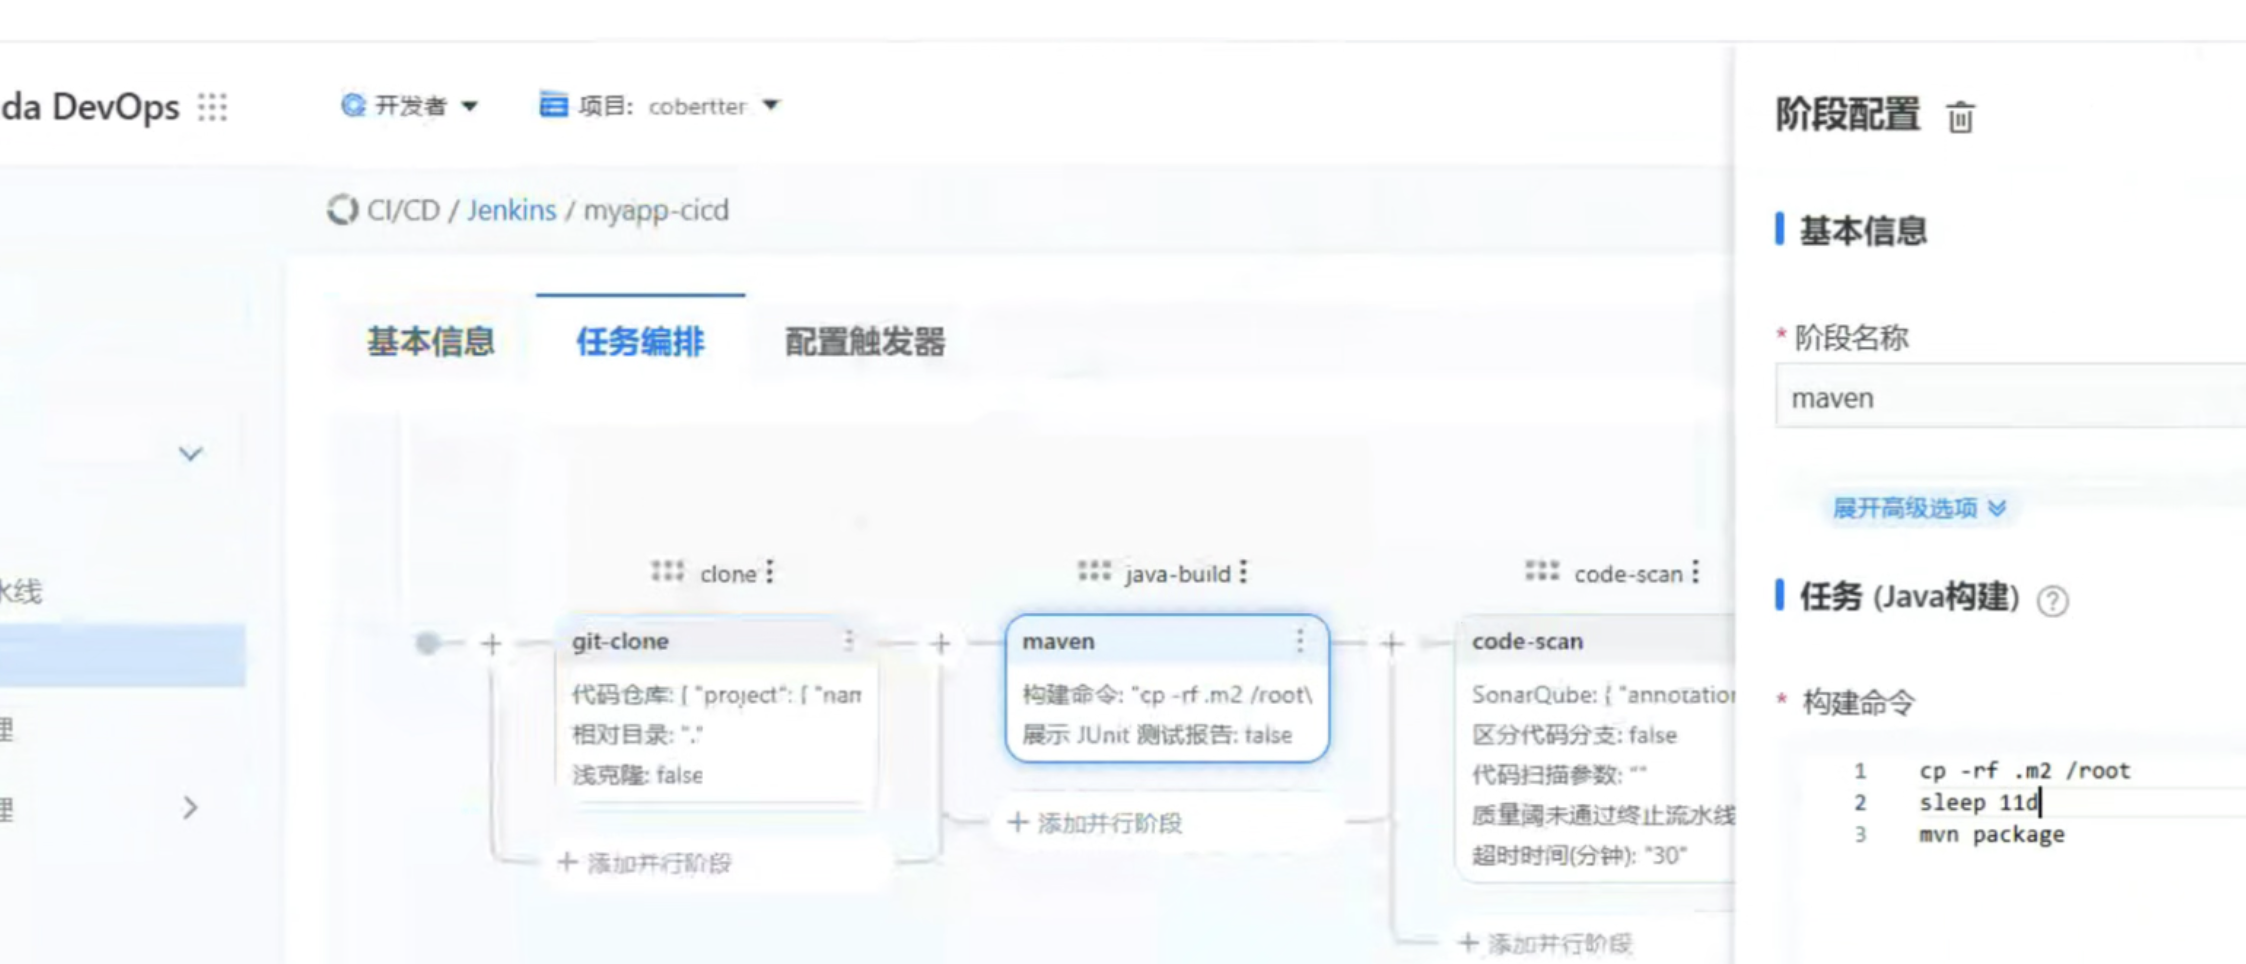 da DevOps
开发者
项目: cobertter
CI/CD / Jenkins / myapp-cicd
基本信息
任务编排
配置触发器
水线
理
理
clone
git-clone
代码仓库: { "project": { "nam
相对目录: "."
浅克隆: false
+ 添加并行阶段
java-build
maven
构建命令: "cp -rf .m2 /root\
展示 JUnit 测试报告: false
+ 添加并行阶段
code-scan
code-scan
SonarQube: { "annotation
区分代码分支: false
代码扫描参数: ""
质量阈未通过终止流水线
超时时间(分钟): "30"
+ 添加并行阶段
阶段配置
基本信息
* 阶段名称
maven
展开高级选项
任务 (Java构建) ?
* 构建命令
1 cp -rf .m2 /root
2 sleep 11d
3 mvn package